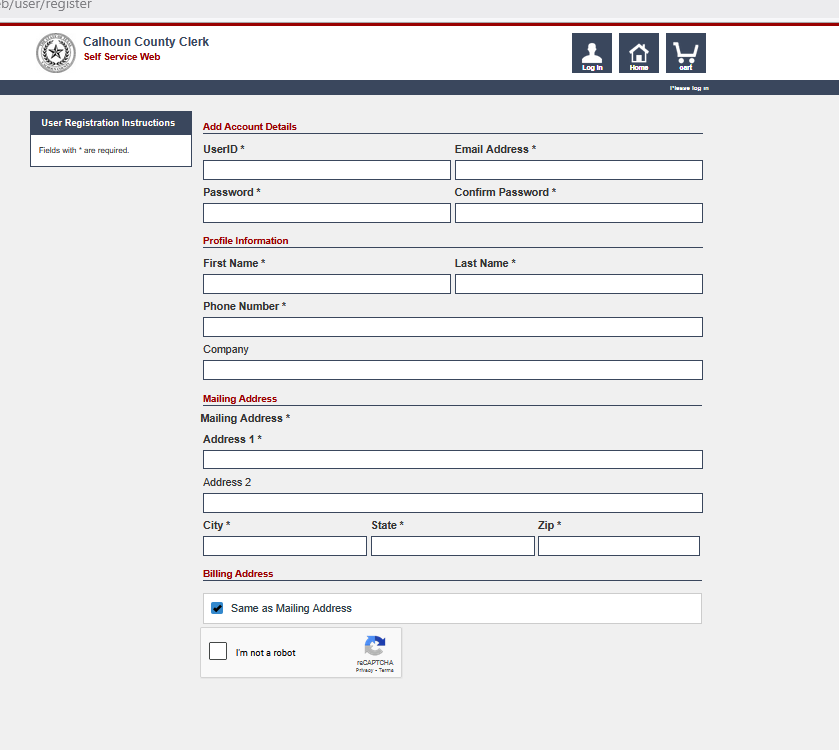 b/user/register
Calhoun County Clerk
Self Service Web
Log In
Home
cart
Please log in
User Registration Instructions
Fields with * are required.
Add Account Details
UserID * Email Address *
Password * Confirm Password *
Profile Information
First Name * Last Name *
Phone Number *
Company
Mailing Address
Mailing Address *
Address 1 *
Address 2
City * State * Zip *
Billing Address
Same as Mailing Address
I'm not a robot
reCAPTCHA
Privacy - Terms